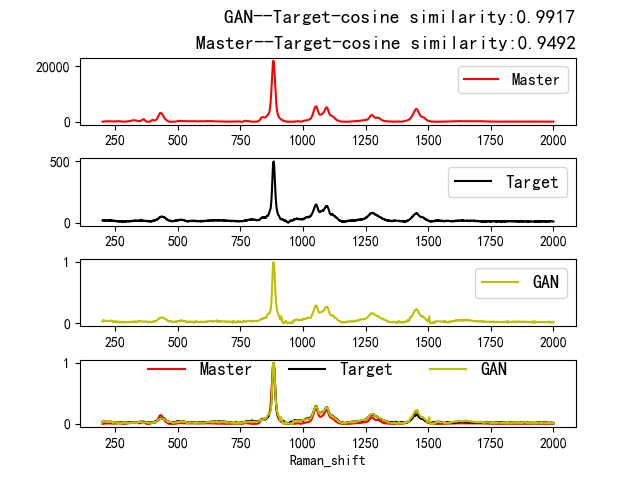 GAN--Target-cosine similarity:0.9917
Master--Target-cosine similarity:0.9492
20000
0
Master
250 500 750 1000 1250 1500 1750 2000
500
0
Target
250 500 750 1000 1250 1500 1750 2000
1
0
GAN
250 500 750 1000 1250 1500 1750 2000
1
0
Master Target GAN
250 500 750 1000 1250 1500 1750 2000
Raman_shift